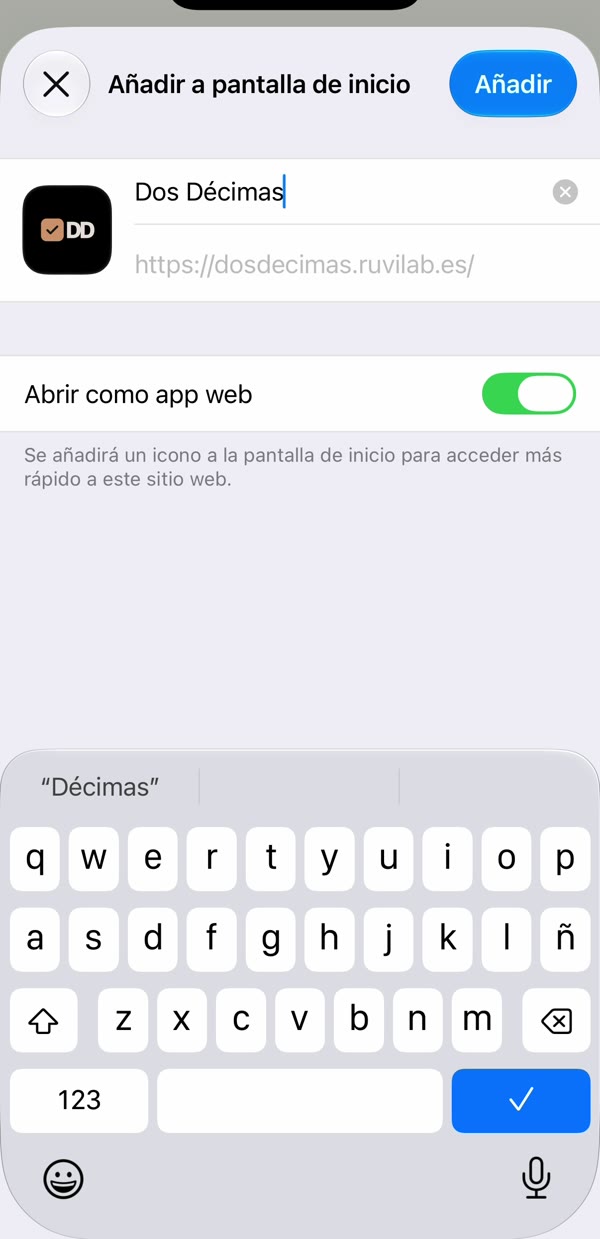 Añadir a pantalla de inicio
Añadir
DD
Dos Décimas
https://dosdecimas.ruvilab.es/
Abrir como app web
Se añadirá un icono a la pantalla de inicio para acceder más
rápido a este sitio web.
“Décimas”
q w e r t y u i o p
a s d f g h j k l ñ
z x c v b n m
123